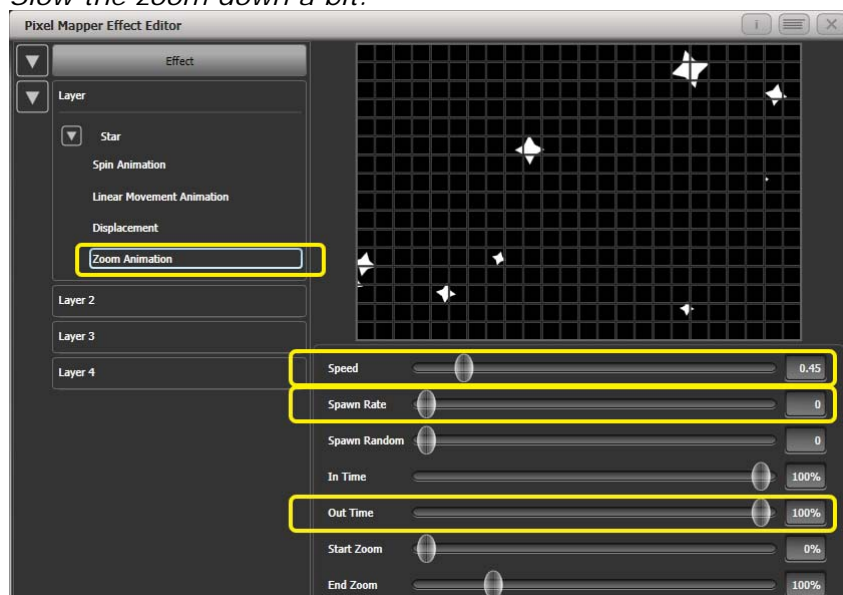 Slow the zoom down a bit.
Pixel Mapper Effect Editor
i
Effect
Layer
Star
Spin Animation
Linear Movement Animation
Displacement
Zoom Animation
Layer 2
Layer 3
Layer 4
Speed 0.45
Spawn Rate 0
Spawn Random 0
In Time 100%
Out Time 100%
Start Zoom 0%
End Zoom 100%